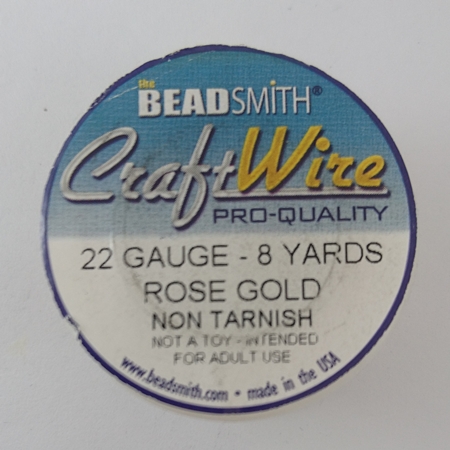 the
BEADSMITH®
CraftWire
PRO-QUALITY
22 GAUGE - 8 YARDS
ROSE GOLD
NON TARNISH
NOT A TOY - INTENDED
FOR ADULT USE
www.beadsmith.com • made in the USA